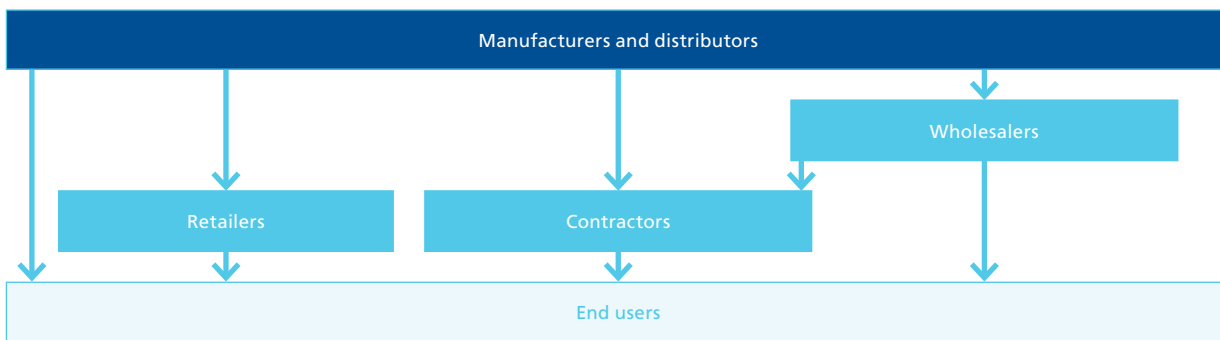 Manufacturers and distributors
Wholesalers
Retailers
Contractors
End users